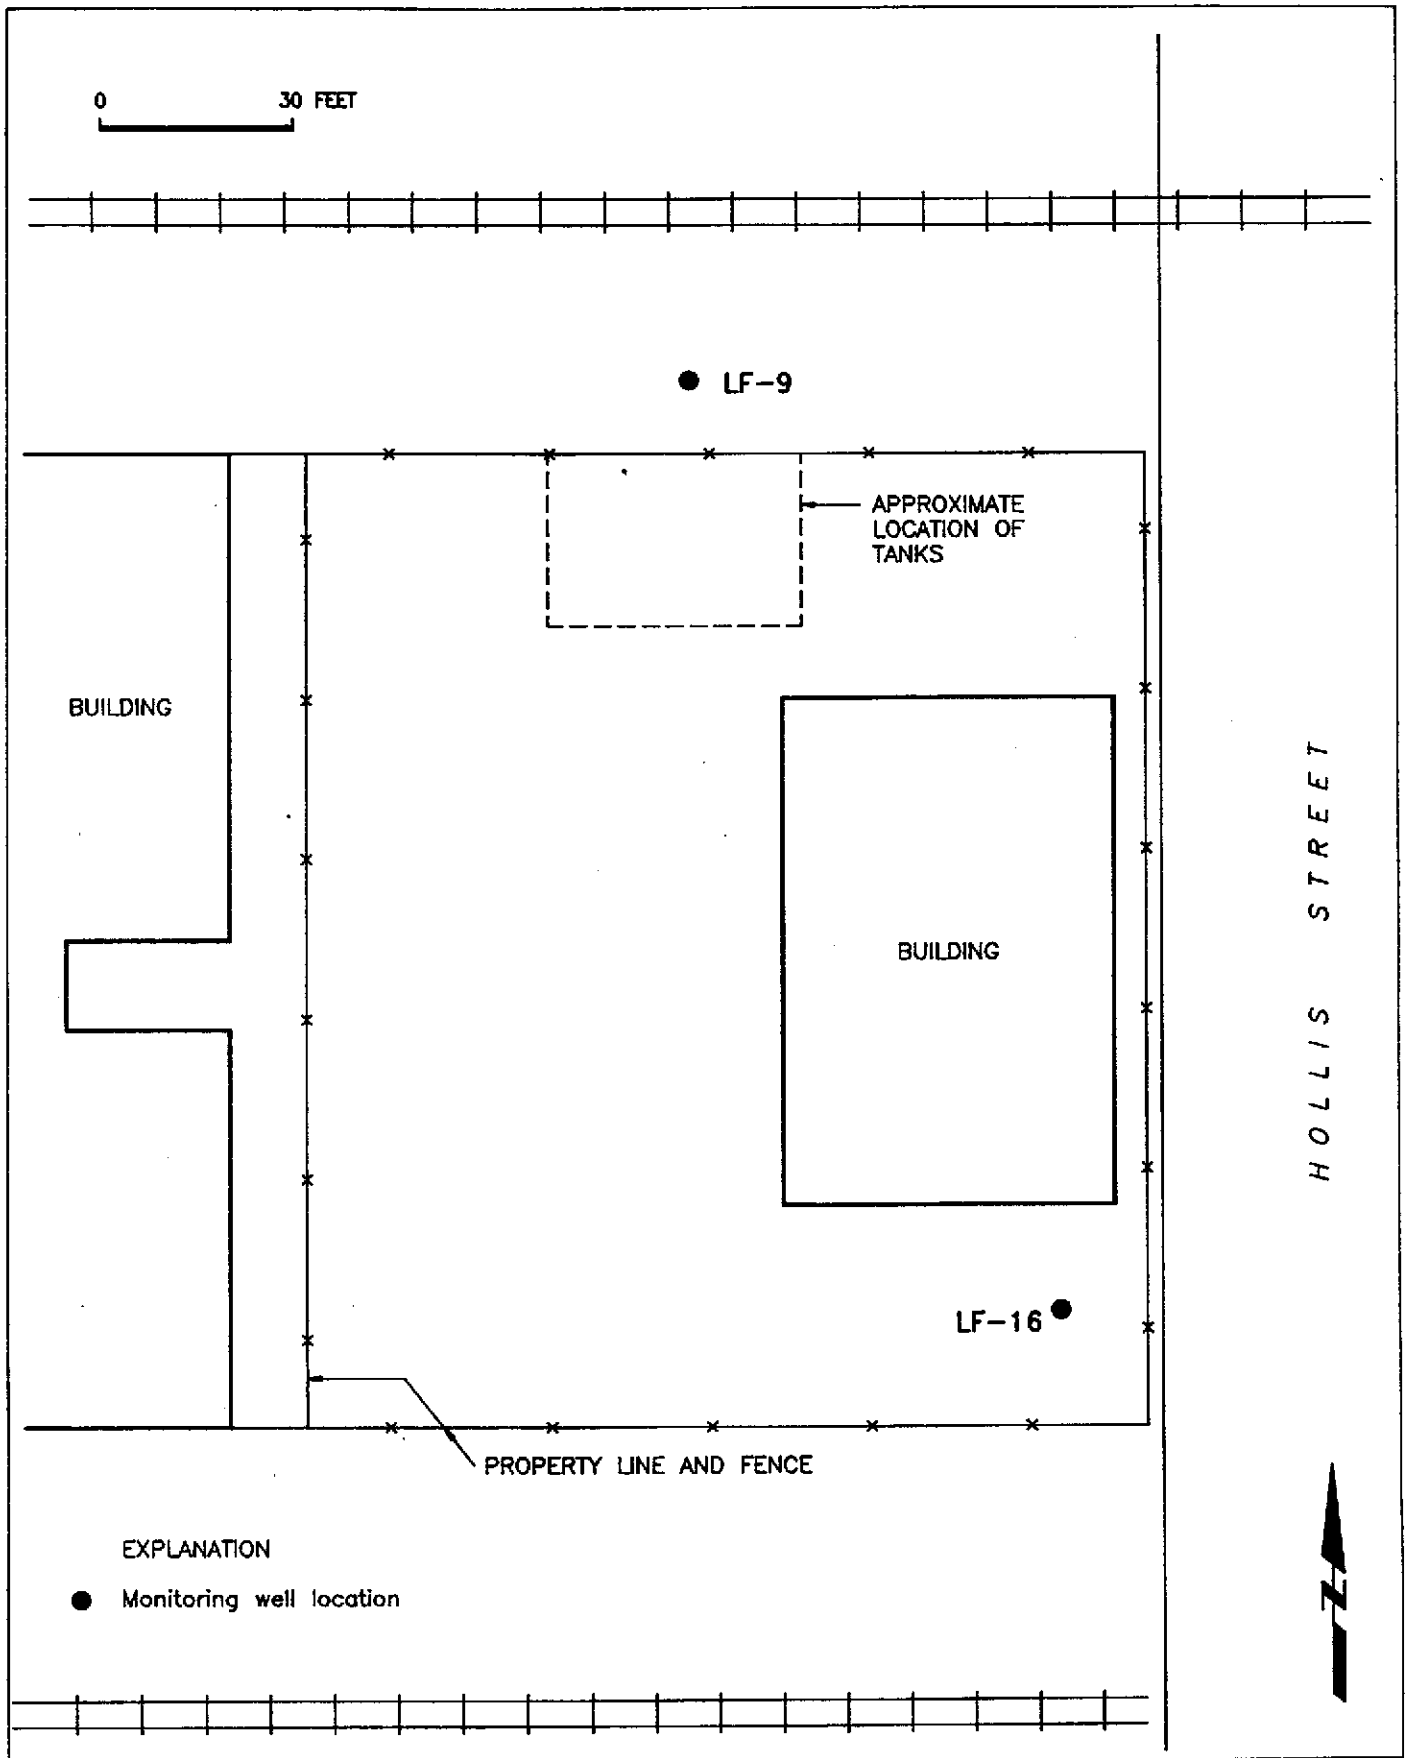 0 30 FEET
LF-9
APPROXIMATE
LOCATION OF
TANKS
BUILDING
BUILDING
HOLLIS STREET
LF-16
PROPERTY LINE AND FENCE
EXPLANATION
Monitoring well location
N